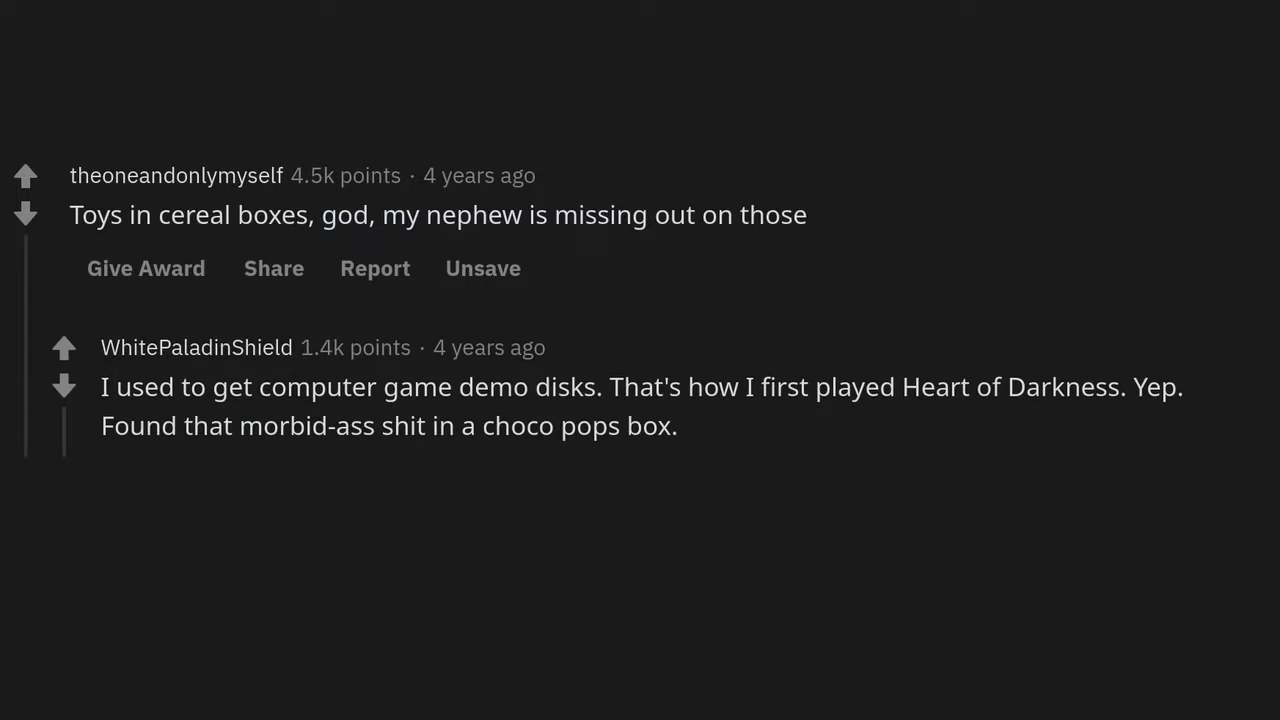 theoneandonlymyself 4.5k points · 4 years ago
Toys in cereal boxes, god, my nephew is missing out on those
Give Award Share Report Unsave
WhitePaladinShield 1.4k points · 4 years ago
I used to get computer game demo disks. That's how I first played Heart of Darkness. Yep.
Found that morbid-ass shit in a choco pops box.